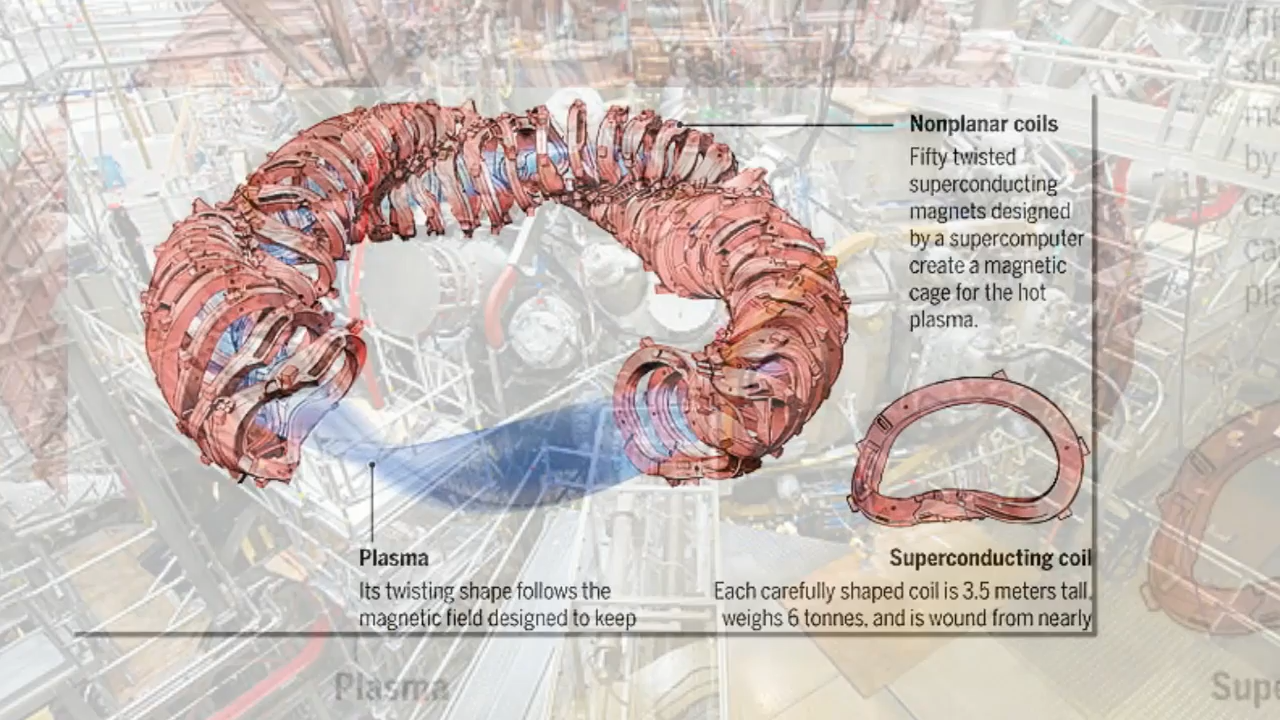 Nonplanar coils
Fifty twisted
superconducting
magnets designed
by a supercomputer
create a magnetic
cage for the hot
plasma.
Plasma
Its twisting shape follows the
magnetic field designed to keep
Superconducting coil
Each carefully shaped coil is 3.5 meters tall,
weighs 6 tonnes, and is wound from nearly
Plasma